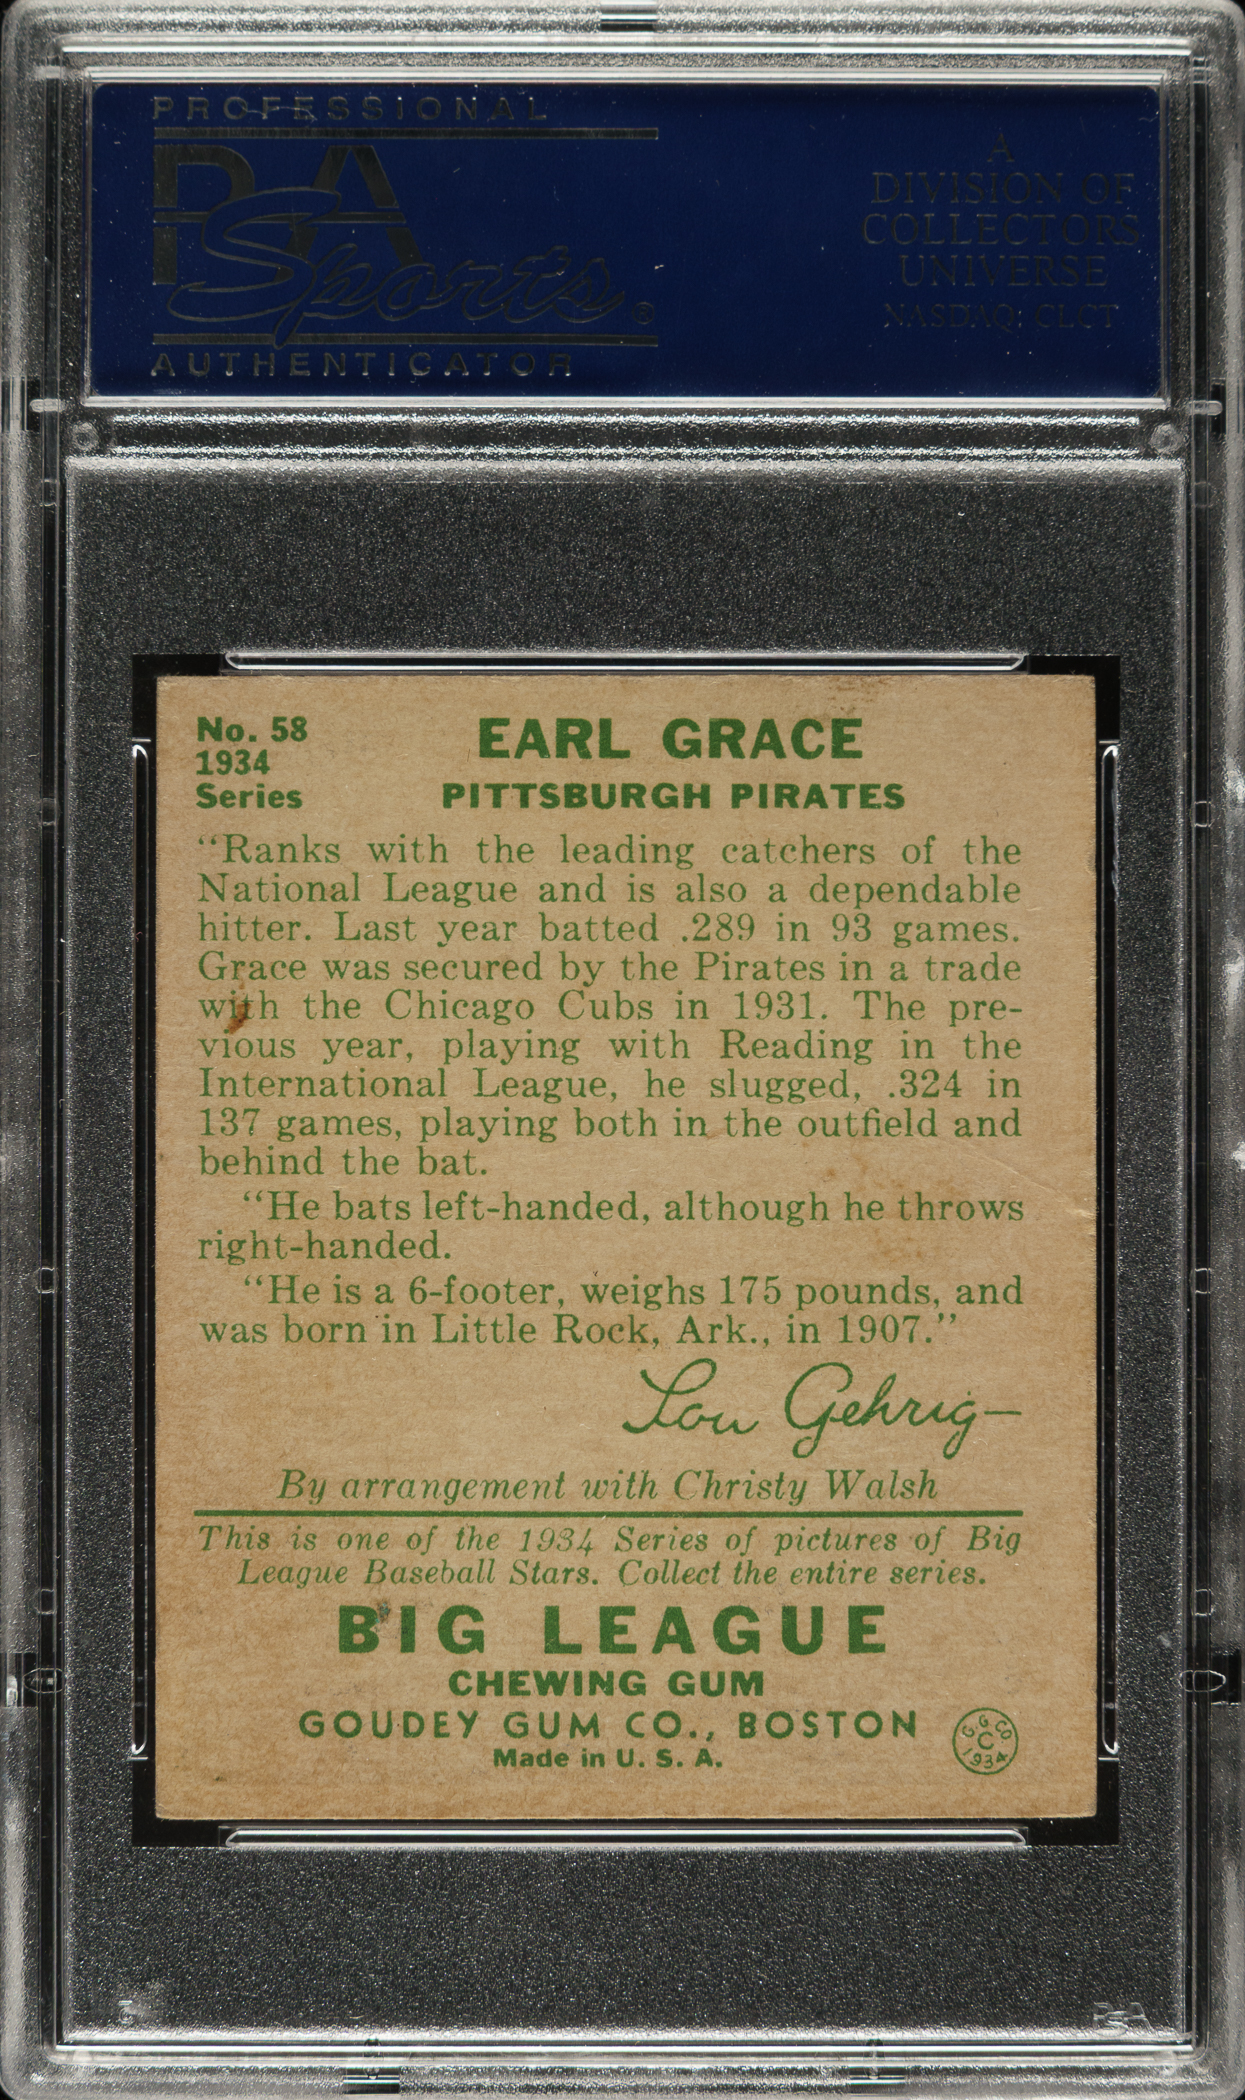 PROFESSIONAL
PSA
Sports®
AUTHENTICATOR
A
DIVISION OF
COLLECTORS
UNIVERSE
NASDAQ: CLCT
No. 58
1934
Series
EARL GRACE
PITTSBURGH PIRATES
“Ranks with the leading catchers of the
National League and is also a dependable
hitter. Last year batted .289 in 93 games.
Grace was secured by the Pirates in a trade
with the Chicago Cubs in 1931. The pre-
vious year, playing with Reading in the
International League, he slugged, .324 in
137 games, playing both in the outfield and
behind the bat.
“He bats left-handed, although he throws
right-handed.
“He is a 6-footer, weighs 175 pounds, and
was born in Little Rock, Ark., in 1907.”
Lou Gehrig—
By arrangement with Christy Walsh
This is one of the 1934 Series of pictures of Big
League Baseball Stars. Collect the entire series.
BIG LEAGUE
CHEWING GUM
GOUDEY GUM CO., BOSTON
Made in U. S. A.
G. G. CO.
C
1934
PSA